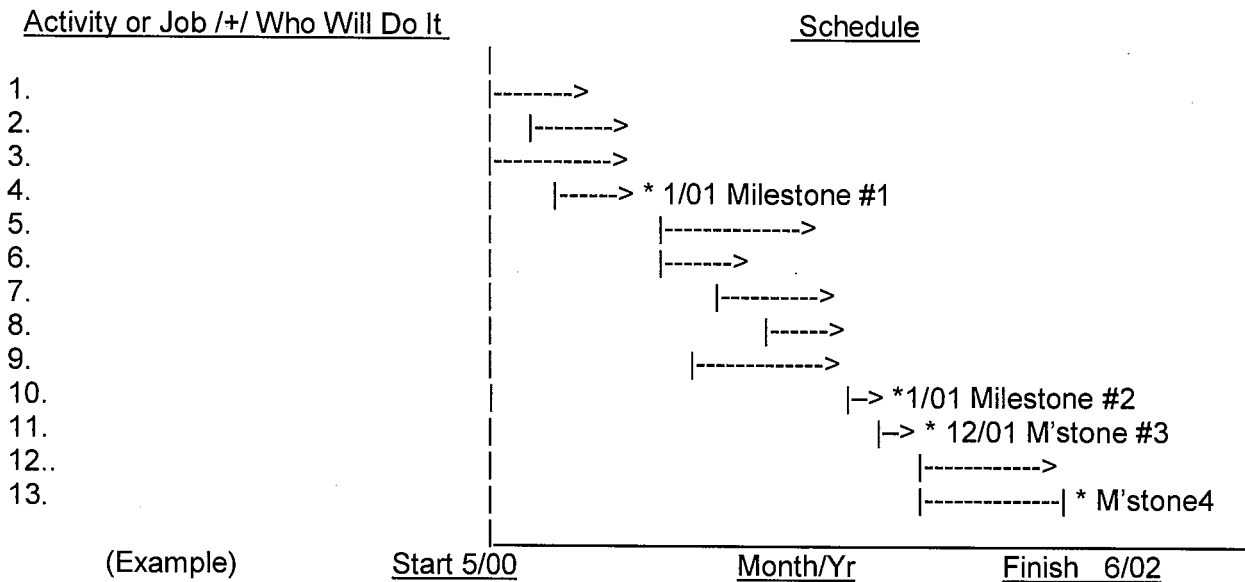 Activity or Job /+/ Who Will Do It Schedule
1. |-------->
2. |-------->
3. |------------>
4. |------> * 1/01 Milestone #1
5. |------------->
6. |------->
7. |--------->
8. |----->
9. |------------>
10. |–> *1/01 Milestone #2
11. |–> * 12/01 M'stone #3
12.. |----------->
13. |-------------| * M'stone4
(Example) Start 5/00 Month/Yr Finish 6/02